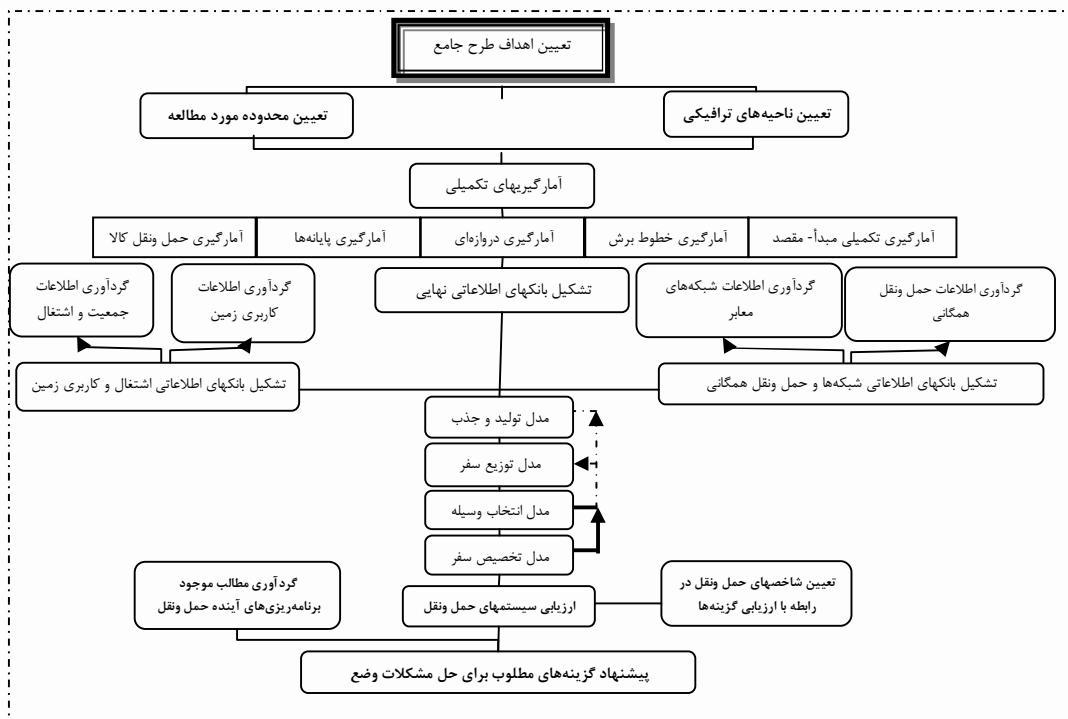 تعیین اهداف طرح جامع
تعیین ناحیه‌های ترافیکی
تعیین محدوده مورد مطالعه
آمارگیریهای تکمیلی
آمارگیری تکمیلی مبدأ- مقصد
آمارگیری خطوط برش
آمارگیری دروازه‌ای
آمارگیری پایانه‌ها
آمارگیری حمل ونقل کالا
گردآوری اطلاعات حمل ونقل
همگانی
گردآوری اطلاعات شبکه‌های
معابر
تشکیل بانکهای اطلاعاتی نهایی
گردآوری اطلاعات
کاربری زمین
گردآوری اطلاعات
جمعیت و اشتغال
تشکیل بانکهای اطلاعاتی شبکه‌ها و حمل ونقل همگانی
تشکیل بانکهای اطلاعاتی اشتغال و کاربری زمین
مدل تولید و جذب
مدل توزیع سفر
مدل انتخاب وسیله
مدل تخصیص سفر
تعیین شاخصهای حمل ونقل در
رابطه با ارزیابی گزینه‌ها
ارزیابی سیستمهای حمل ونقل
گردآوری مطالب موجود
برنامه‌ریزی‌های آینده حمل ونقل
پیشنهاد گزینه‌های مطلوب برای حل مشکلات وضع